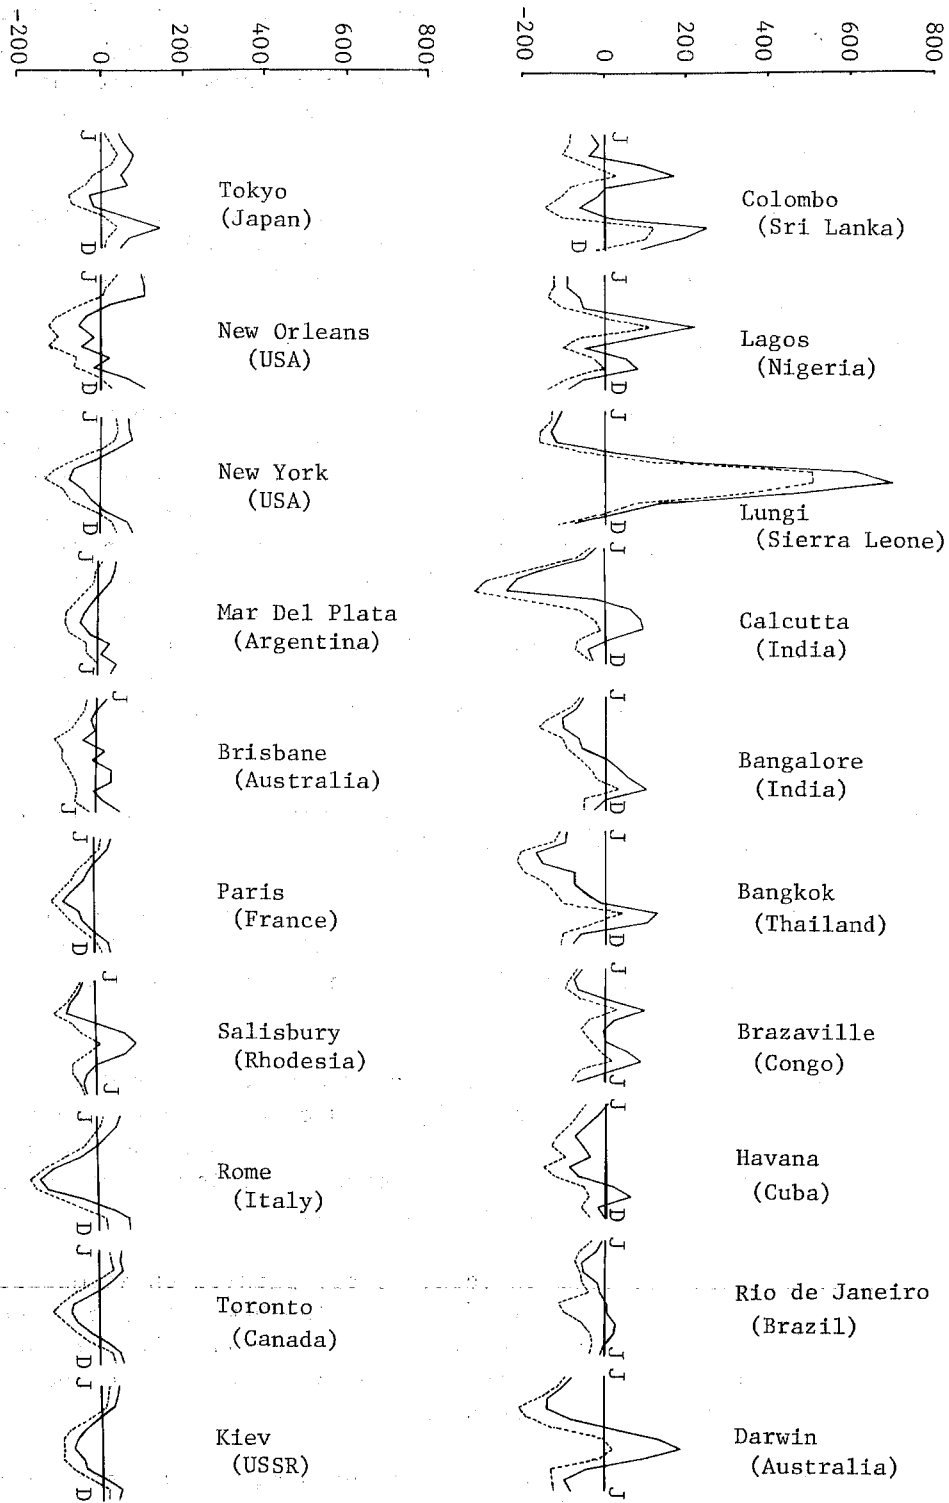 -200
0
200
400
600
800
-200
0
200
400
600
800
J
D
Tokyo
(Japan)
J
D
Colombo
(Sri Lanka)
J
D
New Orleans
(USA)
J
D
Lagos
(Nigeria)
J
D
New York
(USA)
J
D
Lungi
(Sierra Leone)
J
J
Mar Del Plata
(Argentina)
J
D
Calcutta
(India)
J
J
Brisbane
(Australia)
J
D
Bangalore
(India)
J
D
Paris
(France)
J
D
Bangkok
(Thailand)
J
J
Salisbury
(Rhodesia)
J
J
Brazaville
(Congo)
J
D
Rome
(Italy)
J
D
Havana
(Cuba)
J
D
Toronto
(Canada)
J
J
Rio de Janeiro
(Brazil)
J
D
Kiev
(USSR)
J
J
Darwin
(Australia)